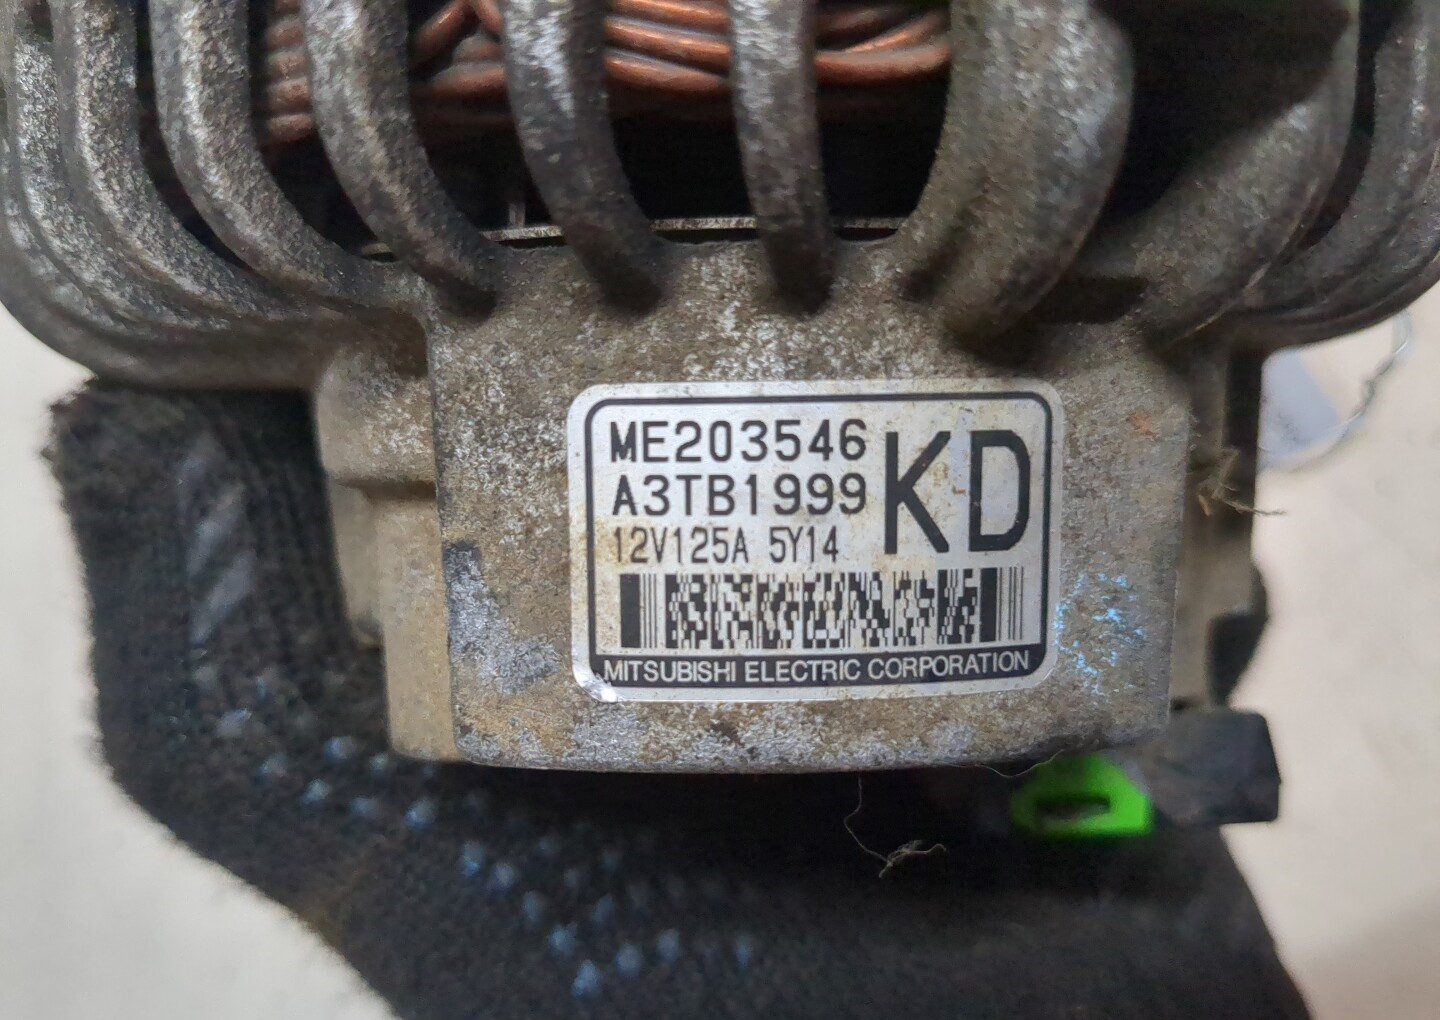 ME203546
A3TB1999
KD
12V125A 5Y14
MITSUBISHI ELECTRIC CORPORATION